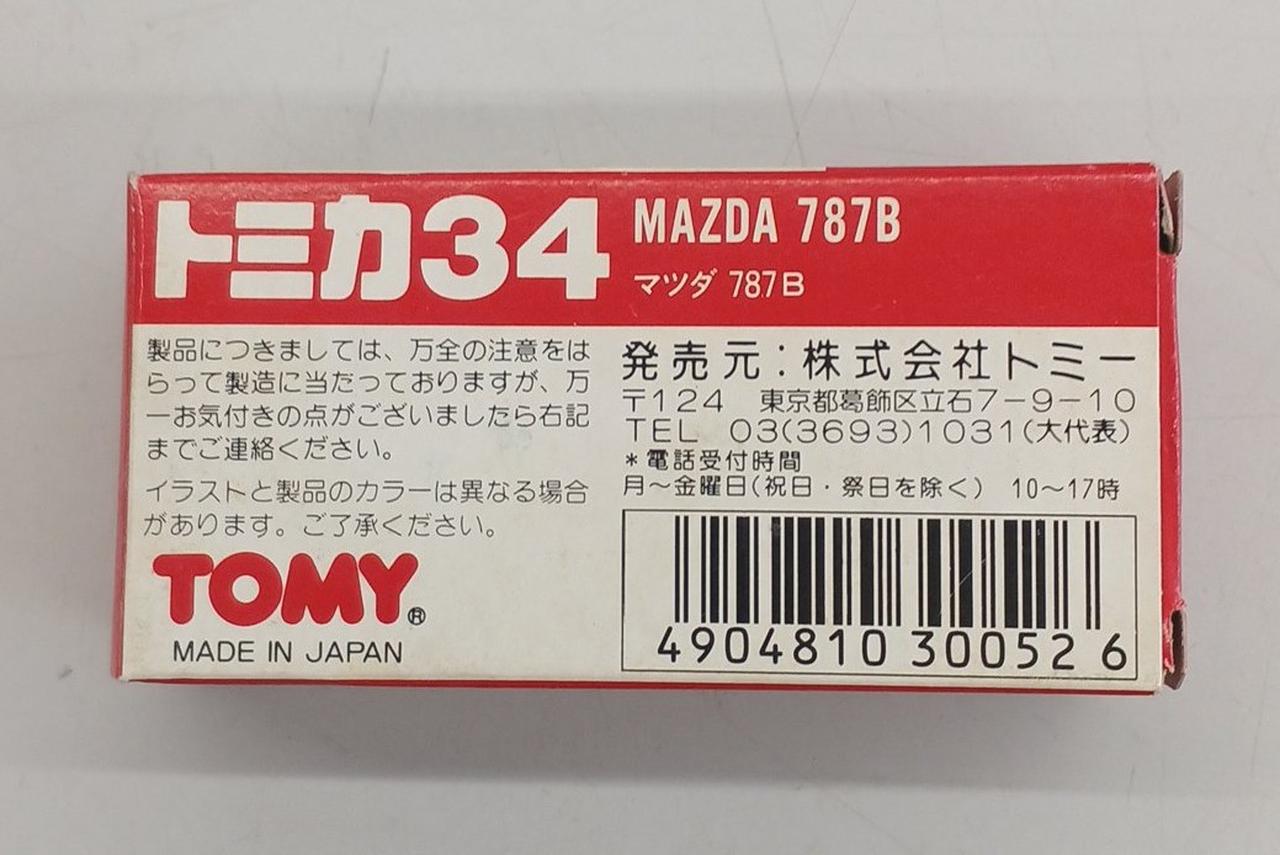 トミカ34
MAZDA 787B
マツダ 787B
製品につきましては、万全の注意をは
らって製造に当たっておりますが、万
一お気付きの点がございましたら右記
までご連絡ください。
イラストと製品のカラーは異なる場合
があります。ご了承ください。
TOMY®
MADE IN JAPAN
発売元:株式会社トミー
〒124 東京都葛飾区立石7-9-10
TEL 03(3693)1031(大代表)
*電話受付時間
月~金曜日(祝日・祭日を除く) 10~17時
4904810 300526